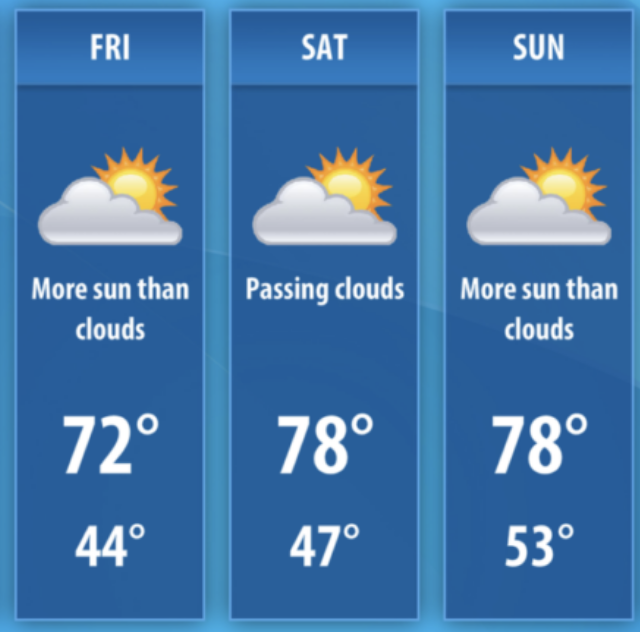 FRI
More sun than
clouds
72°
44°
SAT
Passing clouds
78°
47°
SUN
More sun than
clouds
78°
53°